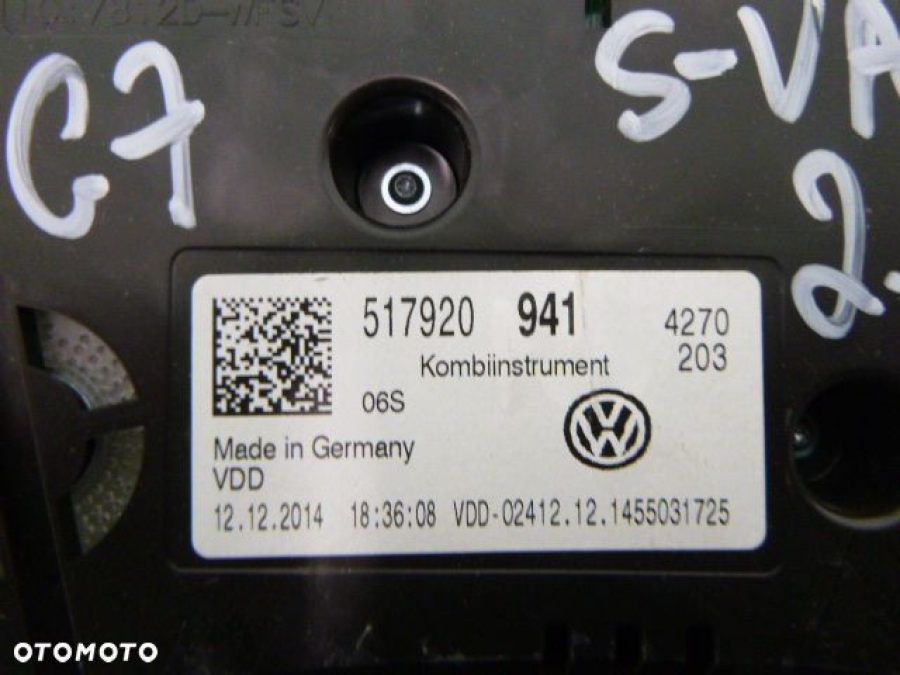 G7
S-VA
2.
517920 941 4270
Kombiinstrument 203
06S
Made in Germany
VDD
12.12.2014 18:36:08 VDD-02412.12.1455031725
OTOMOTO